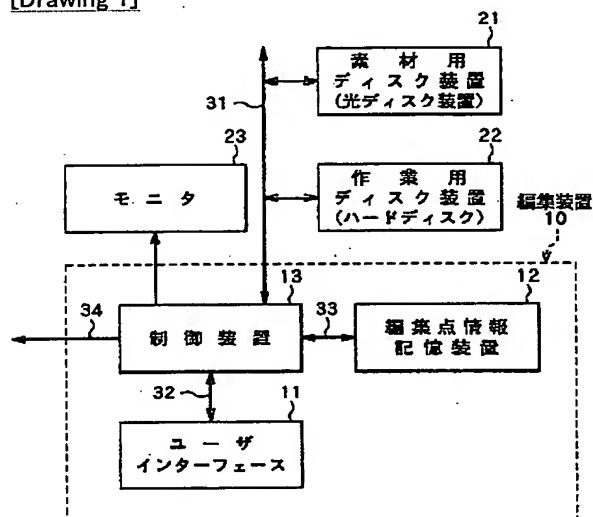 [Drawing 1]
21
素材用
ディスク装置
(光ディスク装置)
31
23
モニタ
22
作業用
ディスク装置
(ハードディスク)
編集装置
10
34
13
制御装置
33
12
編集点情報
記憶装置
32
11
ユーザ
インターフェース